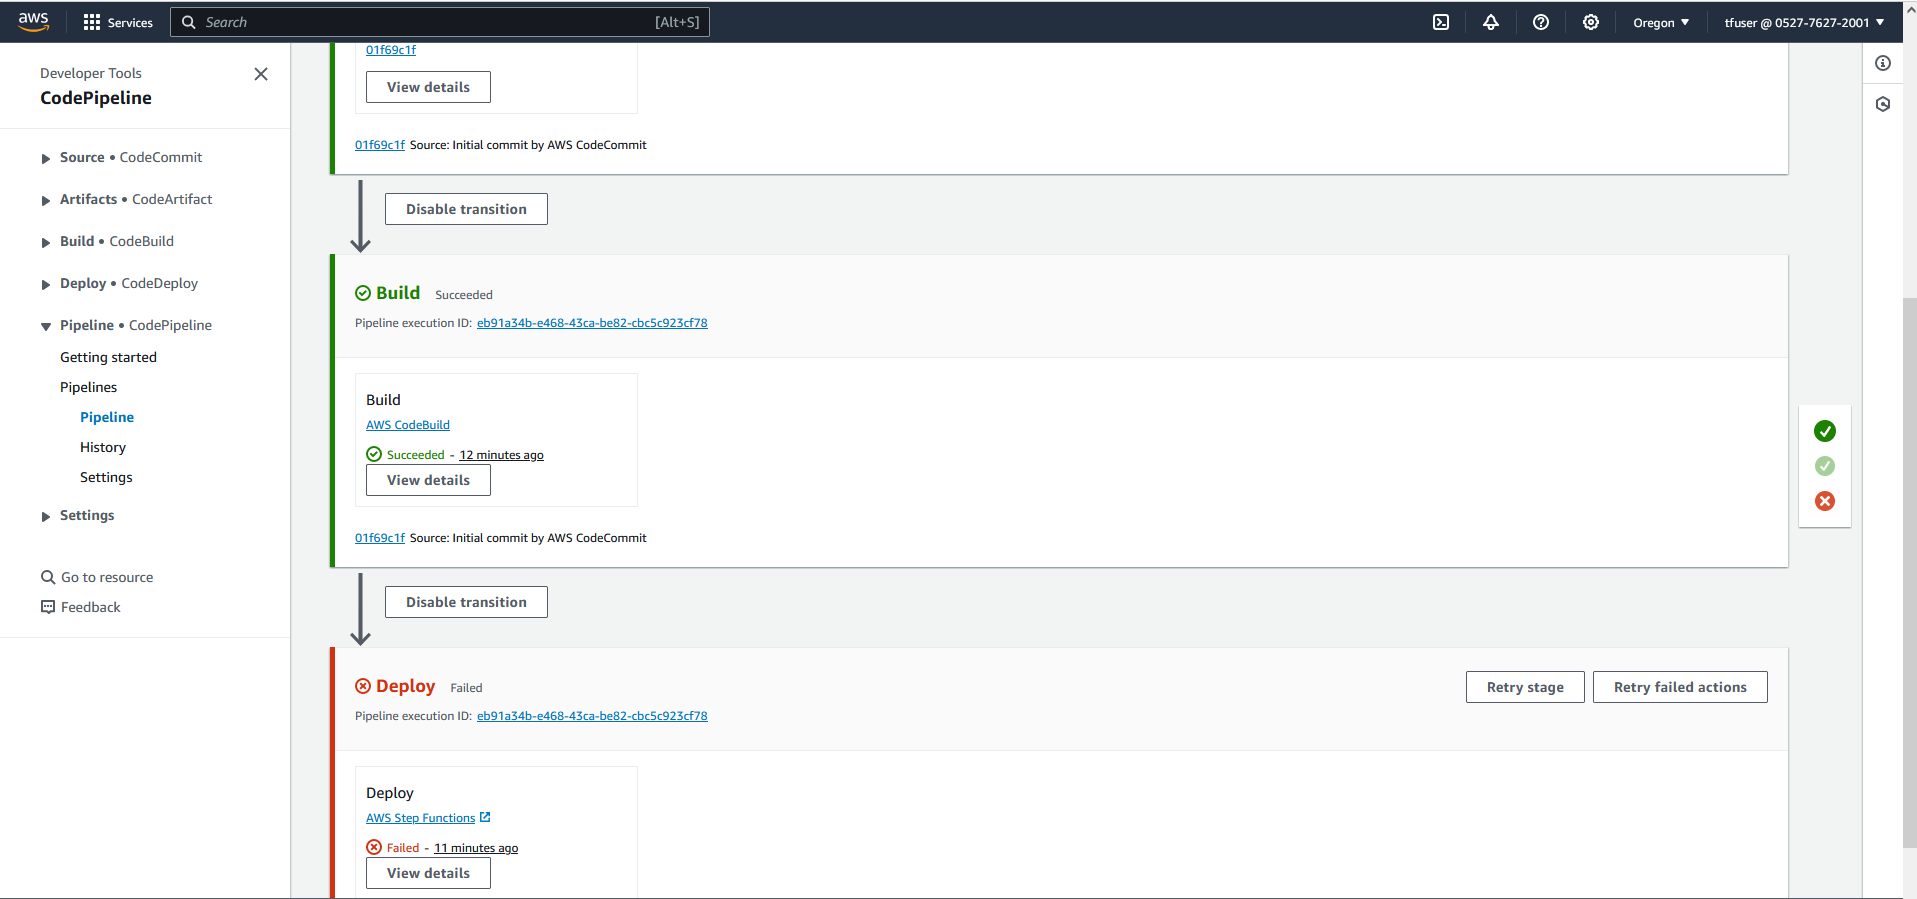 aws
Services
Search
[Alt+S]
Oregon
tfuser @ 0527-7627-2001
Developer Tools
CodePipeline
Source • CodeCommit
Artifacts • CodeArtifact
Build • CodeBuild
Deploy • CodeDeploy
Pipeline • CodePipeline
Getting started
Pipelines
Pipeline
History
Settings
Settings
Go to resource
Feedback
01f69c1f
View details
01f69c1f Source: Initial commit by AWS CodeCommit
Disable transition
Build Succeeded
Pipeline execution ID: eb91a34b-e468-43ca-be82-cbc5c923cf78
Build
AWS CodeBuild
Succeeded - 12 minutes ago
View details
01f69c1f Source: Initial commit by AWS CodeCommit
Disable transition
Deploy Failed
Retry stage
Retry failed actions
Pipeline execution ID: eb91a34b-e468-43ca-be82-cbc5c923cf78
Deploy
AWS Step Functions
Failed - 11 minutes ago
View details